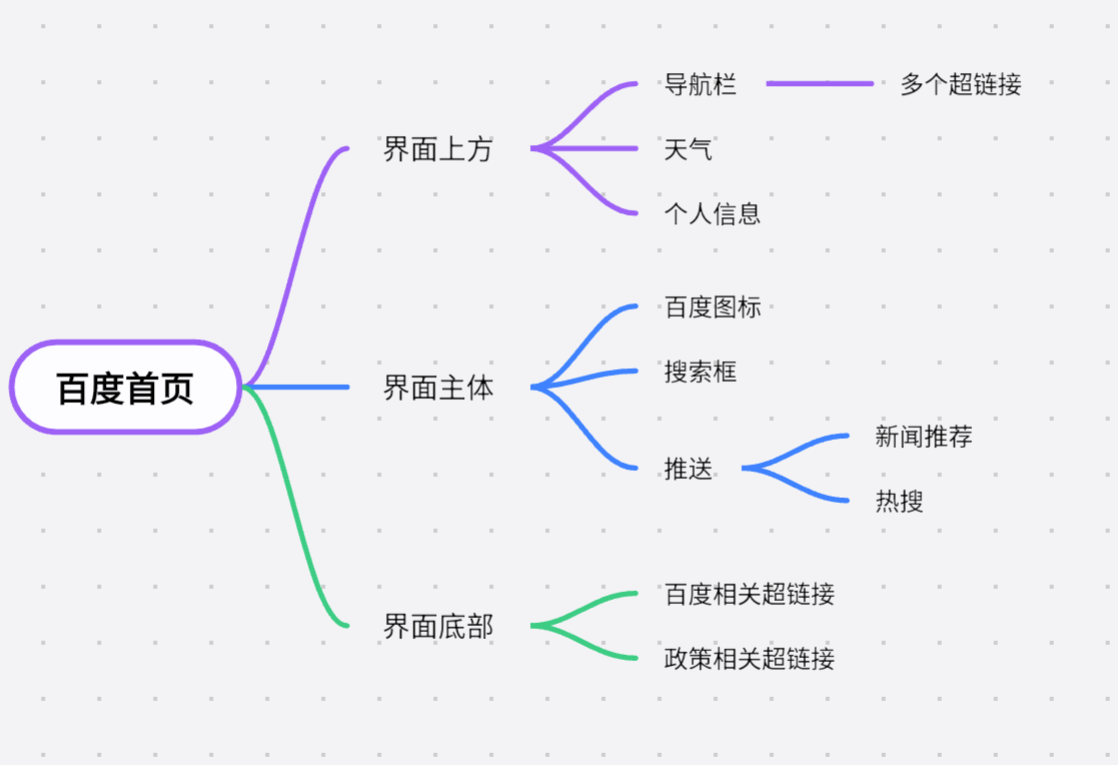 百度首页
界面上方
导航栏
多个超链接
天气
个人信息
界面主体
百度图标
搜索框
推送
新闻推荐
热搜
界面底部
百度相关超链接
政策相关超链接